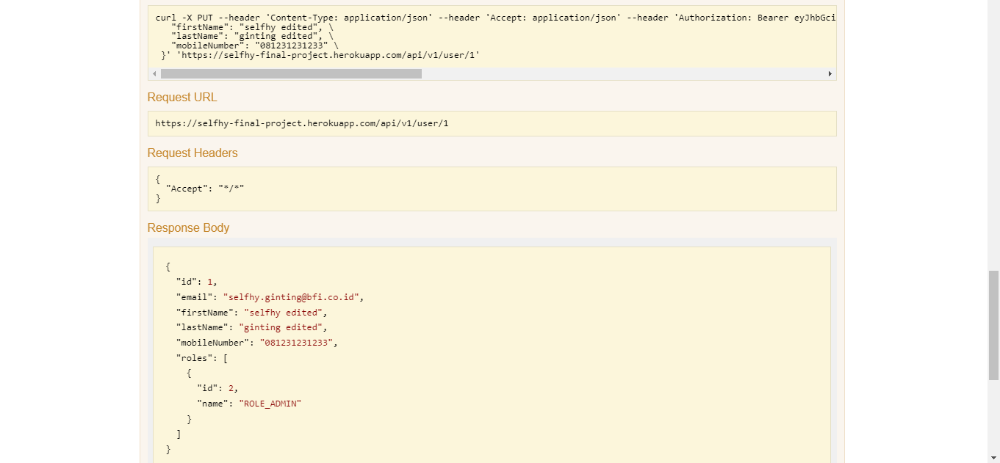 curl -X PUT --header 'Content-Type: application/json' --header 'Accept: application/json' --header 'Authorization: Bearer eyJhbGci
"firstName": "selfhy edited", \
"lastName": "ginting edited", \
"mobileNumber": "081231231233" \
}' 'https://selfhy-final-project.herokuapp.com/api/v1/user/1'
Request URL
https://selfhy-final-project.herokuapp.com/api/v1/user/1
Request Headers
{
"Accept": "*/*"
}
Response Body
{
"id": 1,
"email": "selfhy.ginting@bfi.co.id",
"firstName": "selfhy edited",
"lastName": "ginting edited",
"mobileNumber": "081231231233",
"roles": [
{
"id": 2,
"name": "ROLE_ADMIN"
}
]
}